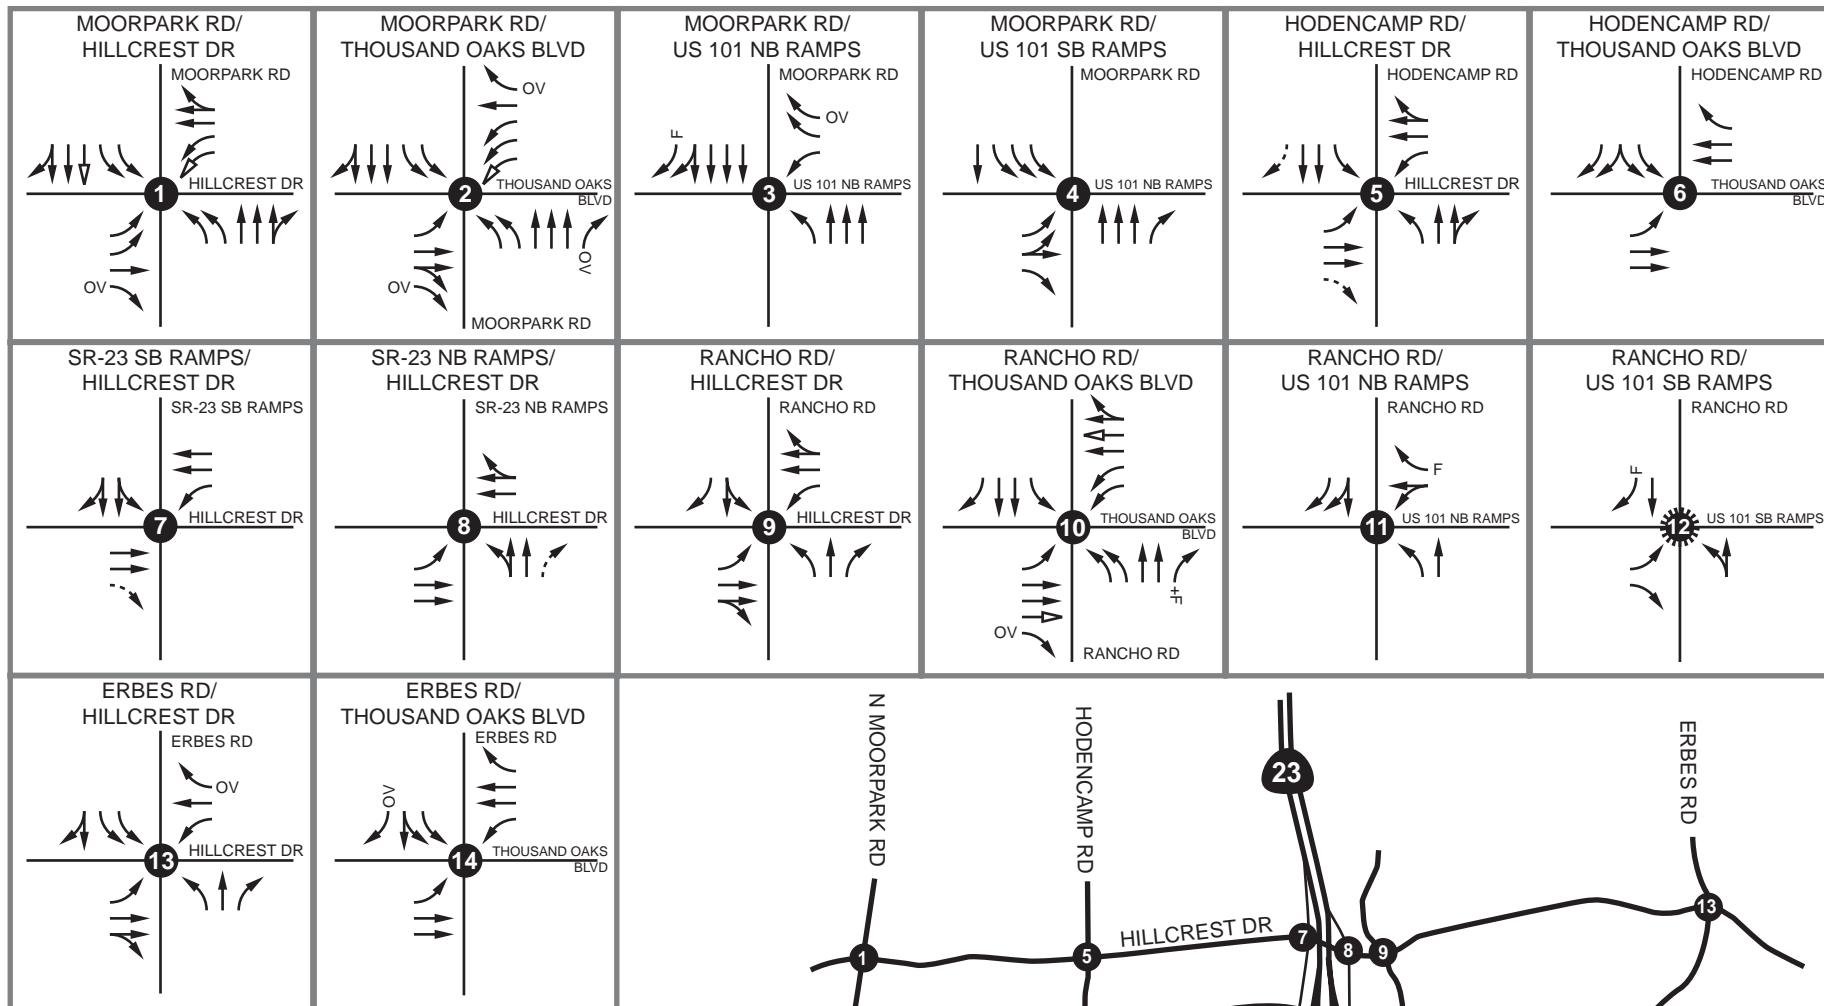 MOORPARK RD/
HILLCREST DR
MOORPARK RD
HILLCREST DR
OV
1
MOORPARK RD/
THOUSAND OAKS BLVD
OV
THOUSAND OAKS
BLVD
OV
OV
MOORPARK RD
2
MOORPARK RD/
US 101 NB RAMPS
MOORPARK RD
F
OV
US 101 NB RAMPS
3
MOORPARK RD/
US 101 SB RAMPS
MOORPARK RD
US 101 NB RAMPS
4
HODENCAMP RD/
HILLCREST DR
HODENCAMP RD
HILLCREST DR
5
HODENCAMP RD/
THOUSAND OAKS BLVD
HODENCAMP RD
THOUSAND OAKS
BLVD
6
SR-23 SB RAMPS/
HILLCREST DR
SR-23 SB RAMPS
HILLCREST DR
7
SR-23 NB RAMPS/
HILLCREST DR
SR-23 NB RAMPS
HILLCREST DR
8
RANCHO RD/
HILLCREST DR
RANCHO RD
HILLCREST DR
9
RANCHO RD/
THOUSAND OAKS BLVD
THOUSAND OAKS
BLVD
+F
OV
RANCHO RD
10
RANCHO RD/
US 101 NB RAMPS
RANCHO RD
F
US 101 NB RAMPS
11
RANCHO RD/
US 101 SB RAMPS
RANCHO RD
F
US 101 SB RAMPS
12
ERBES RD/
HILLCREST DR
ERBES RD
OV
HILLCREST DR
13
ERBES RD/
THOUSAND OAKS BLVD
ERBES RD
OV
THOUSAND OAKS
BLVD
14
N MOORPARK RD
HODENCAMP RD
23
ERBES RD
HILLCREST DR
1
5
7
8
9
13